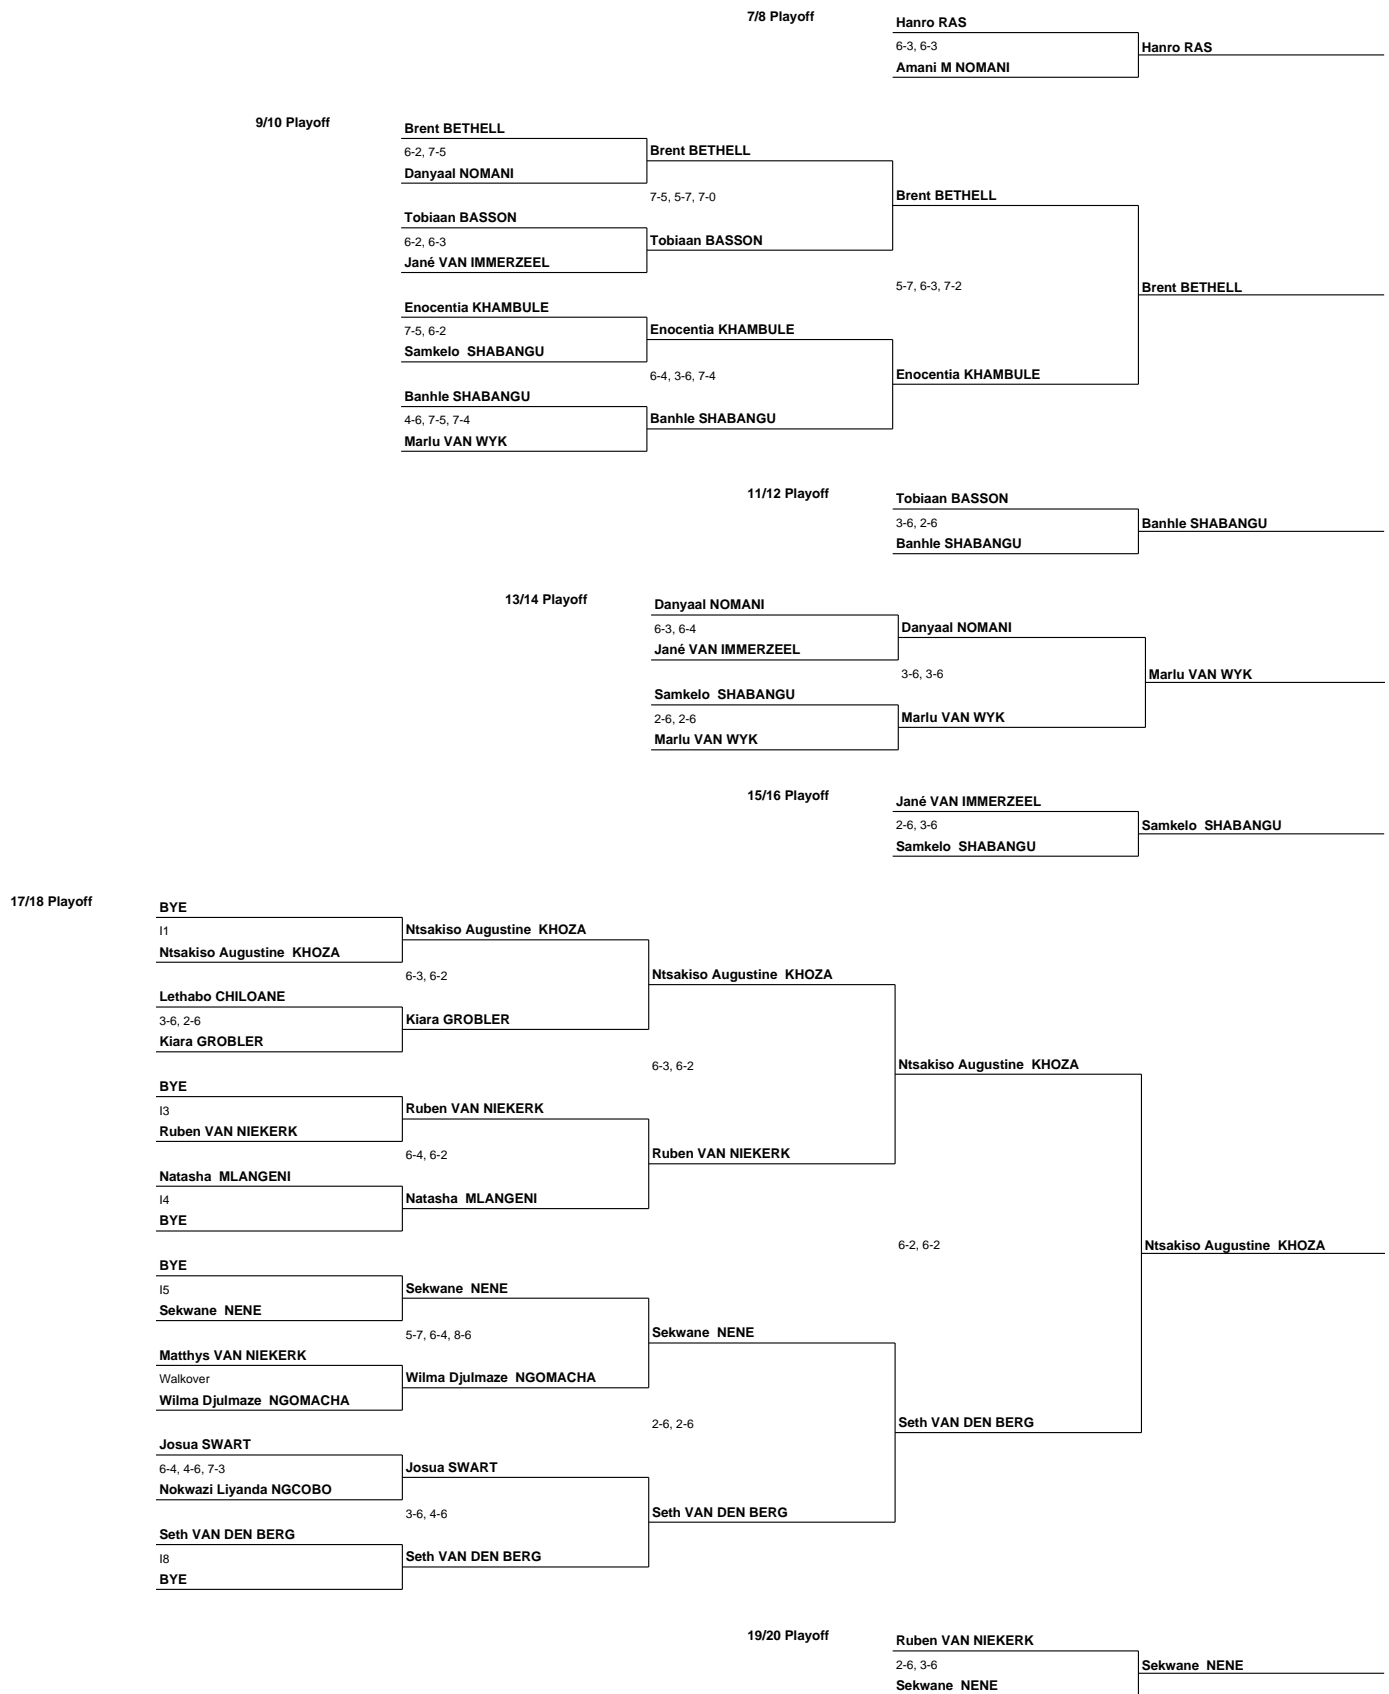 7/8 Playoff
Hanro RAS
6-3, 6-3
Hanro RAS
Amani M NOMANI
9/10 Playoff
Brent BETHELL
6-2, 7-5
Brent BETHELL
Danyaal NOMANI
7-5, 5-7, 7-0
Brent BETHELL
Tobiaan BASSON
6-2, 6-3
Tobiaan BASSON
Jané VAN IMMERZEEL
5-7, 6-3, 7-2
Brent BETHELL
Enocentia KHAMBULE
7-5, 6-2
Enocentia KHAMBULE
Samkelo SHABANGU
6-4, 3-6, 7-4
Enocentia KHAMBULE
Banhle SHABANGU
4-6, 7-5, 7-4
Banhle SHABANGU
Marlu VAN WYK
11/12 Playoff
Tobiaan BASSON
3-6, 2-6
Banhle SHABANGU
Banhle SHABANGU
13/14 Playoff
Danyaal NOMANI
6-3, 6-4
Danyaal NOMANI
Jané VAN IMMERZEEL
3-6, 3-6
Marlu VAN WYK
Samkelo SHABANGU
2-6, 2-6
Marlu VAN WYK
Marlu VAN WYK
15/16 Playoff
Jané VAN IMMERZEEL
2-6, 3-6
Samkelo SHABANGU
Samkelo SHABANGU
17/18 Playoff
BYE
I1
Ntsakiso Augustine KHOZA
Ntsakiso Augustine KHOZA
6-3, 6-2
Ntsakiso Augustine KHOZA
Lethabo CHILOANE
3-6, 2-6
Kiara GROBLER
Kiara GROBLER
6-3, 6-2
Ntsakiso Augustine KHOZA
BYE
I3
Ruben VAN NIEKERK
Ruben VAN NIEKERK
6-4, 6-2
Ruben VAN NIEKERK
Natasha MLANGENI
I4
Natasha MLANGENI
BYE
6-2, 6-2
Ntsakiso Augustine KHOZA
BYE
I5
Sekwane NENE
Sekwane NENE
5-7, 6-4, 8-6
Sekwane NENE
Matthys VAN NIEKERK
Walkover
Wilma Djulmaze NGOMACHA
Wilma Djulmaze NGOMACHA
2-6, 2-6
Seth VAN DEN BERG
Josua SWART
6-4, 4-6, 7-3
Josua SWART
Nokwazi Liyanda NGCOBO
3-6, 4-6
Seth VAN DEN BERG
Seth VAN DEN BERG
I8
Seth VAN DEN BERG
BYE
19/20 Playoff
Ruben VAN NIEKERK
2-6, 3-6
Sekwane NENE
Sekwane NENE